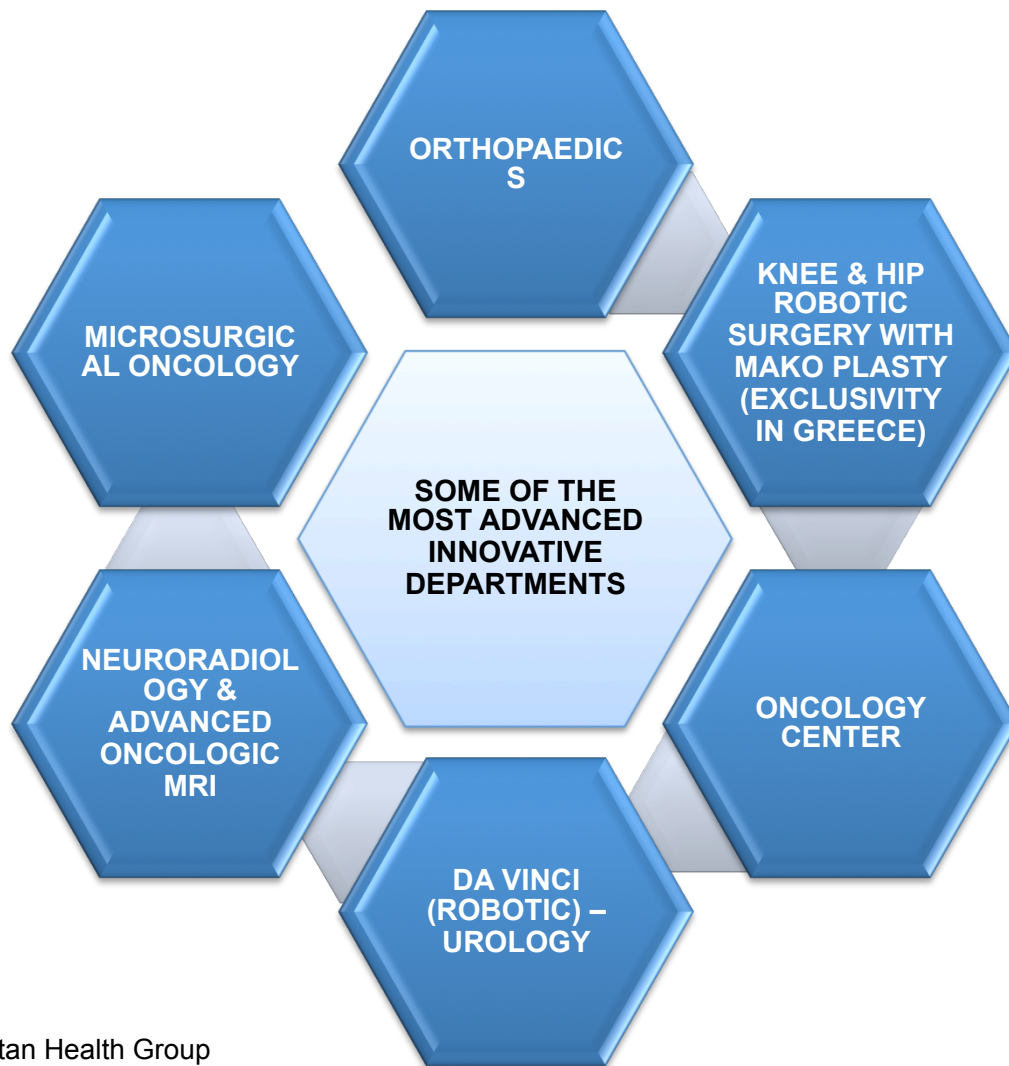 ORTHOPAEDIC
S
KNEE & HIP
ROBOTIC
SURGERY WITH
MAKO PLASTY
(EXCLUSIVITY
IN GREECE)
ONCOLOGY
CENTER
DA VINCI
(ROBOTIC) –
UROLOGY
NEURORADIOL
OGY &
ADVANCED
ONCOLOGIC
MRI
MICROSURGIC
AL ONCOLOGY
SOME OF THE
MOST ADVANCED
INNOVATIVE
DEPARTMENTS
tan Health Group